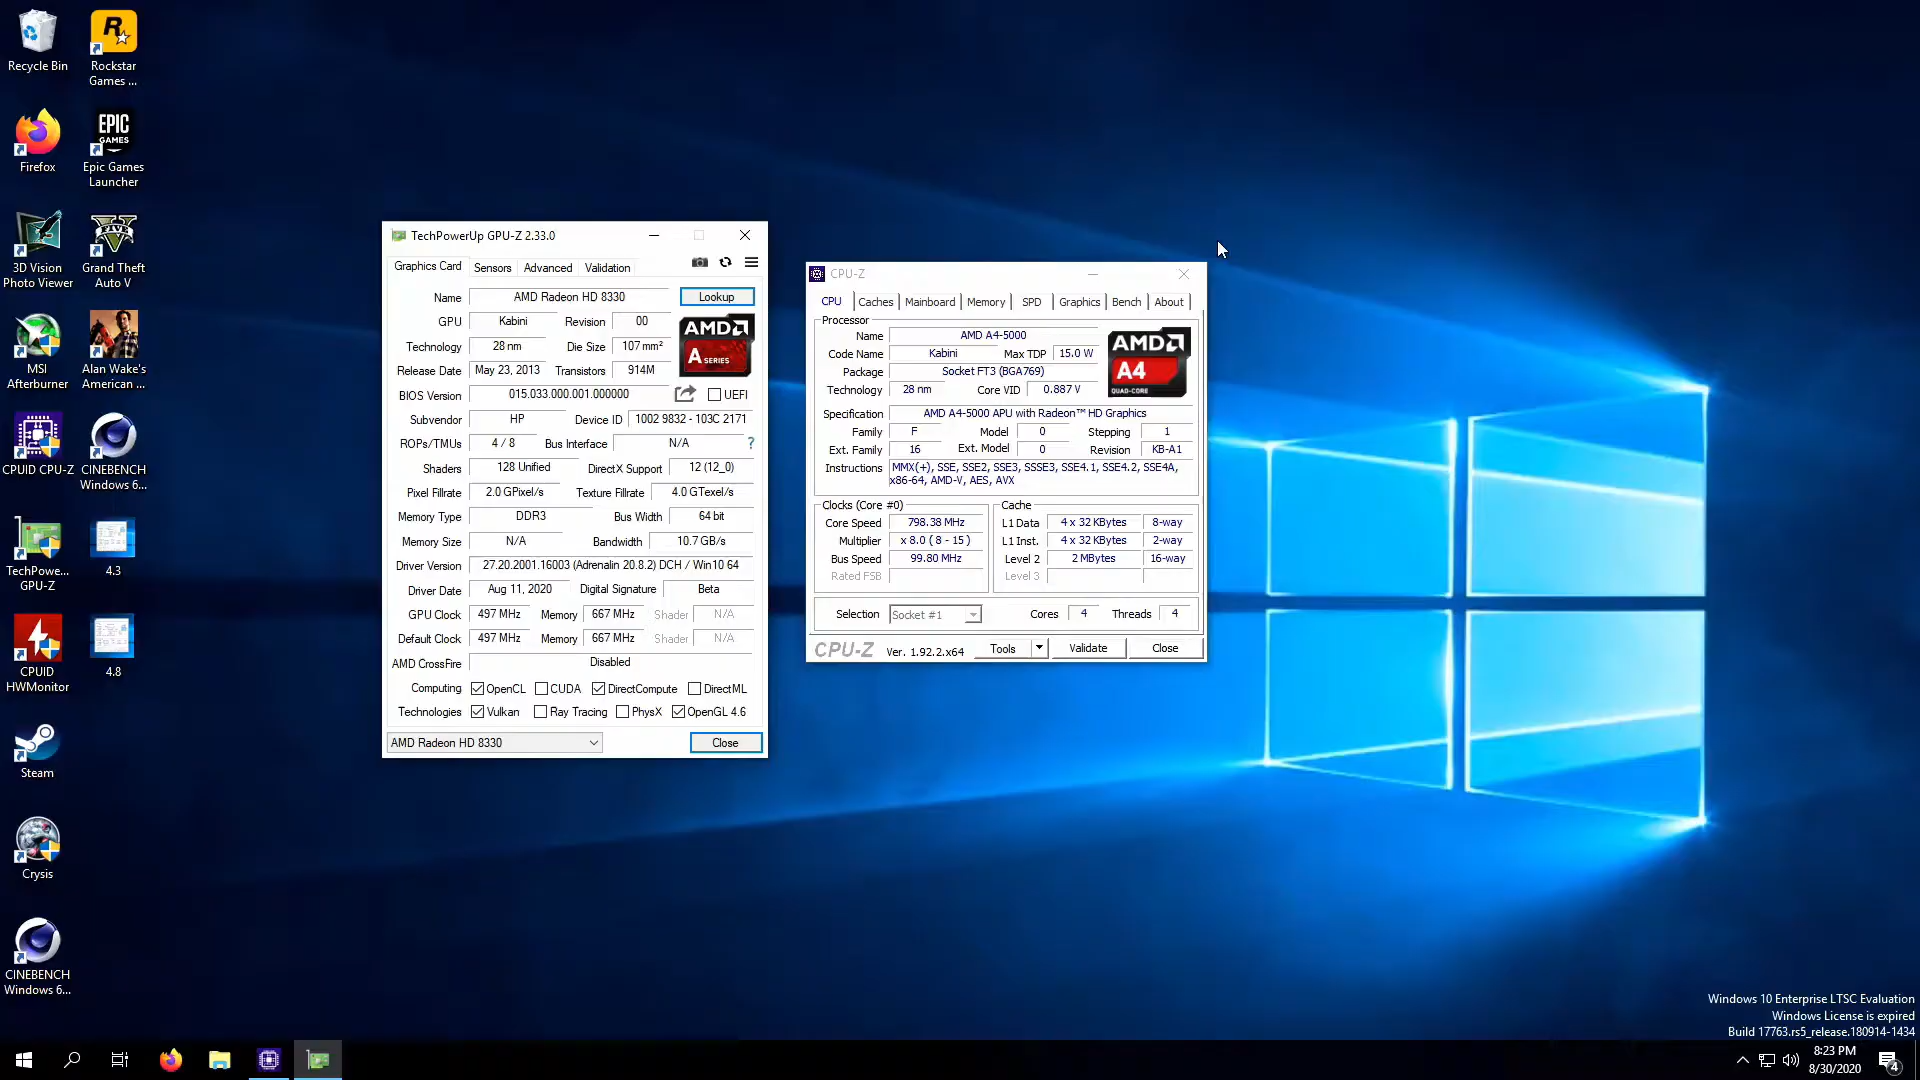 Recycle Bin
Rockstar
Games ...
Firefox
EPIC
GAMES
Epic Games
Launcher
3D Vision
Photo Viewer
FIVE
Grand Theft
Auto V
MSI
Afterburner
Alan Wake's
American ...
CPUID CPU-Z
CINEBENCH
Windows 6...
TechPowe...
GPU-Z
4.3
CPUID
HWMonitor
4.8
Steam
Crysis
CINEBENCH
Windows 6...
TechPowerUp GPU-Z 2.33.0
Graphics Card Sensors Advanced Validation
Name AMD Radeon HD 8330 Lookup
GPU Kabini Revision 00
AMD
A SERIES
Technology 28 nm Die Size 107 mm²
Release Date May 23, 2013 Transistors 914M
BIOS Version 015.033.000.001.000000 UEFI
Subvendor HP Device ID 1002 9832 - 103C 2171
ROPs/TMUs 4 / 8 Bus Interface N/A ?
Shaders 128 Unified DirectX Support 12 (12_0)
Pixel Fillrate 2.0 GPixel/s Texture Fillrate 4.0 GTexel/s
Memory Type DDR3 Bus Width 64 bit
Memory Size N/A Bandwidth 10.7 GB/s
Driver Version 27.20.2001.16003 (Adrenalin 20.8.2) DCH / Win10 64
Driver Date Aug 11, 2020 Digital Signature Beta
GPU Clock 497 MHz Memory 667 MHz Shader N/A
Default Clock 497 MHz Memory 667 MHz Shader N/A
AMD CrossFire Disabled
Computing OpenCL CUDA DirectCompute DirectML
Technologies Vulkan Ray Tracing PhysX OpenGL 4.6
AMD Radeon HD 8330 Close
CPU-Z
CPU Caches Mainboard Memory SPD Graphics Bench About
Processor
Name AMD A4-5000
Code Name Kabini Max TDP 15.0 W
Package Socket FT3 (BGA769)
Technology 28 nm Core VID 0.887 V
AMD
A4
QUAD-CORE
Specification AMD A4-5000 APU with Radeon™ HD Graphics
Family F Model 0 Stepping 1
Ext. Family 16 Ext. Model 0 Revision KB-A1
Instructions MMX(+), SSE, SSE2, SSE3, SSSE3, SSE4.1, SSE4.2, SSE4A,
x86-64, AMD-V, AES, AVX
Clocks (Core #0)
Core Speed 798.38 MHz
Multiplier x 8.0 ( 8 - 15 )
Bus Speed 99.80 MHz
Rated FSB
Cache
L1 Data 4 x 32 KBytes 8-way
L1 Inst. 4 x 32 KBytes 2-way
Level 2 2 MBytes 16-way
Level 3
Selection Socket #1 Cores 4 Threads 4
CPU-Z Ver. 1.92.2.x64 Tools Validate Close
Windows 10 Enterprise LTSC Evaluation
Windows License is expired
Build 17763.rs5_release.180914-1434
8:23 PM
8/30/2020
4